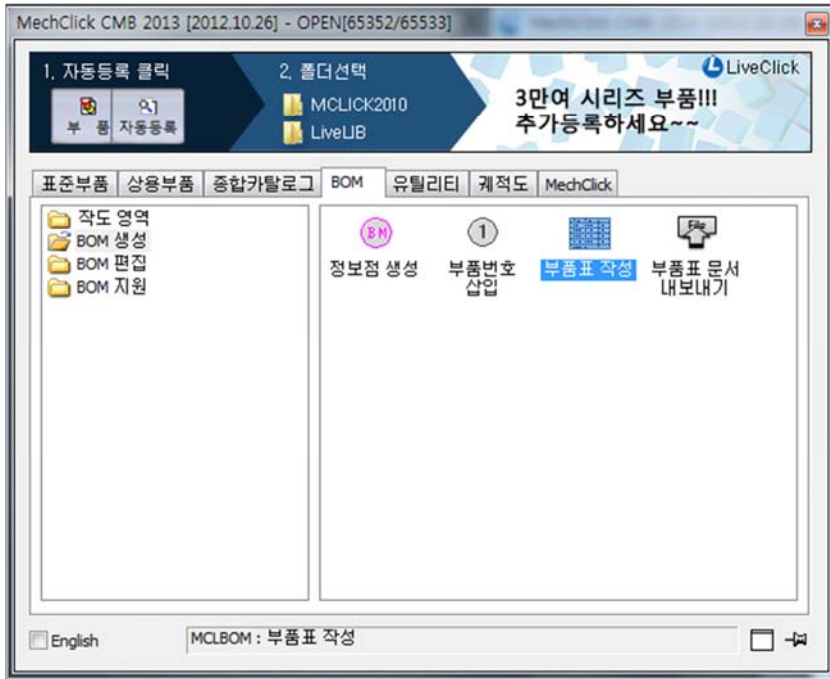 MechClick CMB 2013 [2012.10.26] - OPEN[65352/65533]
1. 자동등록 클릭
부 품
자동등록
2. 폴더선택
MCLICK2010
LiveLIB
LiveClick
3만여 시리즈 부품!!!
추가등록하세요~~
표준부품 상용부품 종합카탈로그 BOM 유틸리티 궤적도 MechClick
작도 영역
BOM 생성
BOM 편집
BOM 지원
BM
정보점 생성
1
부품번호
삽입
부품표 작성
File
부품표 문서
내보내기
English
MCLBOM : 부품표 작성